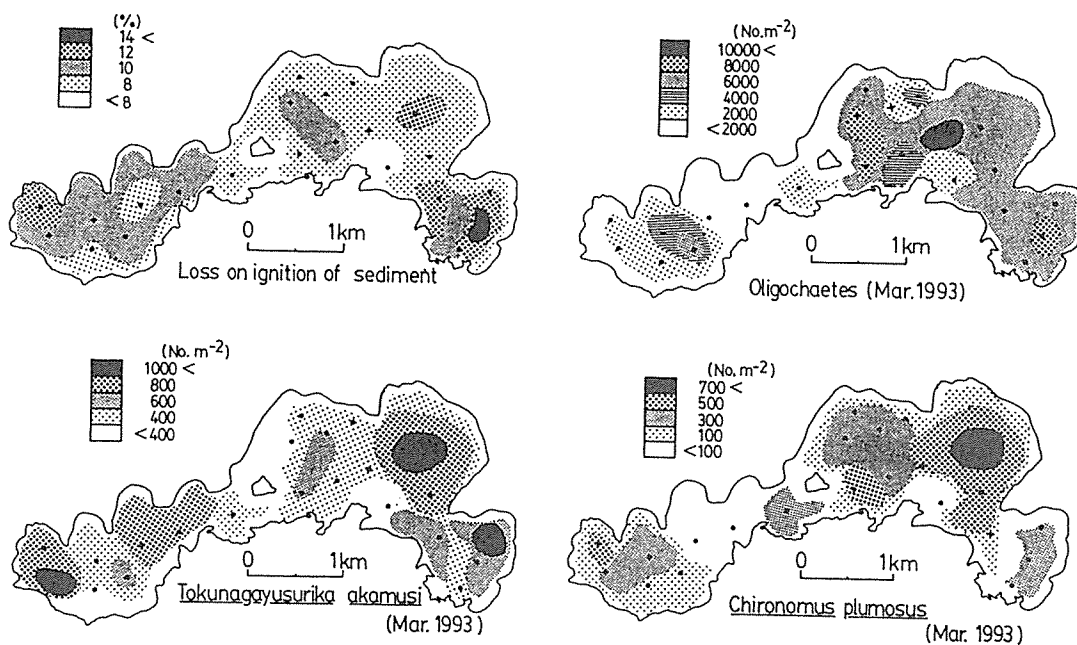 (%)
14 <
12
10
8
< 8
0 1km
Loss on ignition of sediment
(No. m⁻²)
10000 <
8000
6000
4000
2000
< 2000
0 1km
Oligochaetes (Mar. 1993)
(No. m⁻²)
1000 <
800
600
400
< 400
0 1km
Tokunagayusurika akamusi
(Mar. 1993)
(No. m⁻²)
700 <
500
300
100
< 100
0 1km
Chironomus plumosus
(Mar. 1993)